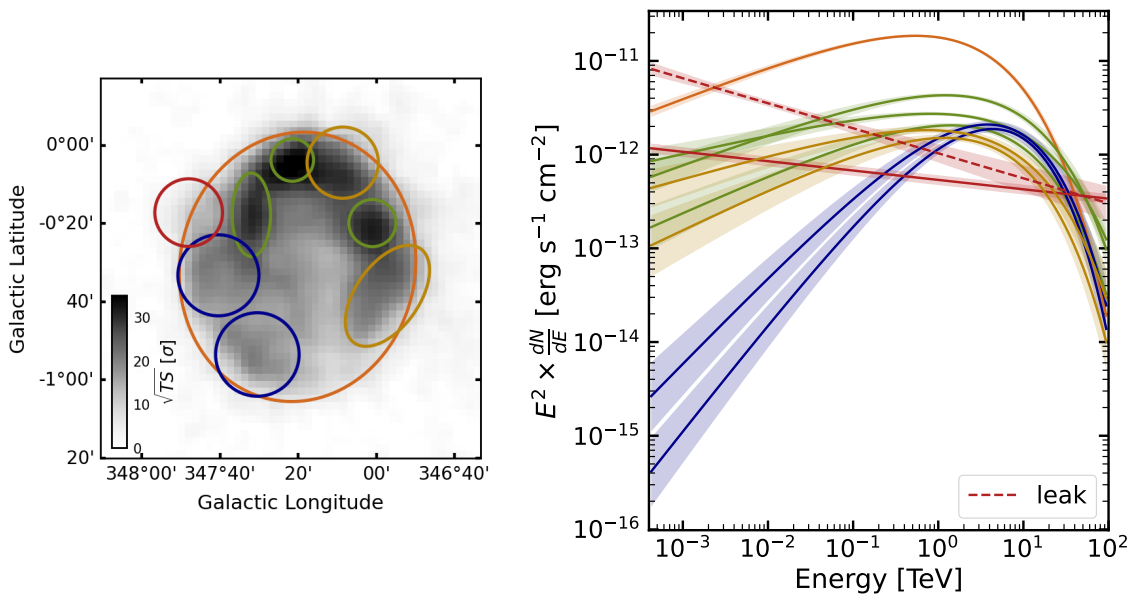 0°00'
-0°20'
40'
-1°00'
20'
Galactic Latitude
348°00' 347°40' 20' 00' 346°40'
Galactic Longitude
30
20
10
0
√TS [σ]
10⁻¹¹
10⁻¹²
10⁻¹³
10⁻¹⁴
10⁻¹⁵
10⁻¹⁶
E² × dN/dE [erg s⁻¹ cm⁻²]
leak
10⁻³ 10⁻² 10⁻¹ 10⁰ 10¹ 10²
Energy [TeV]